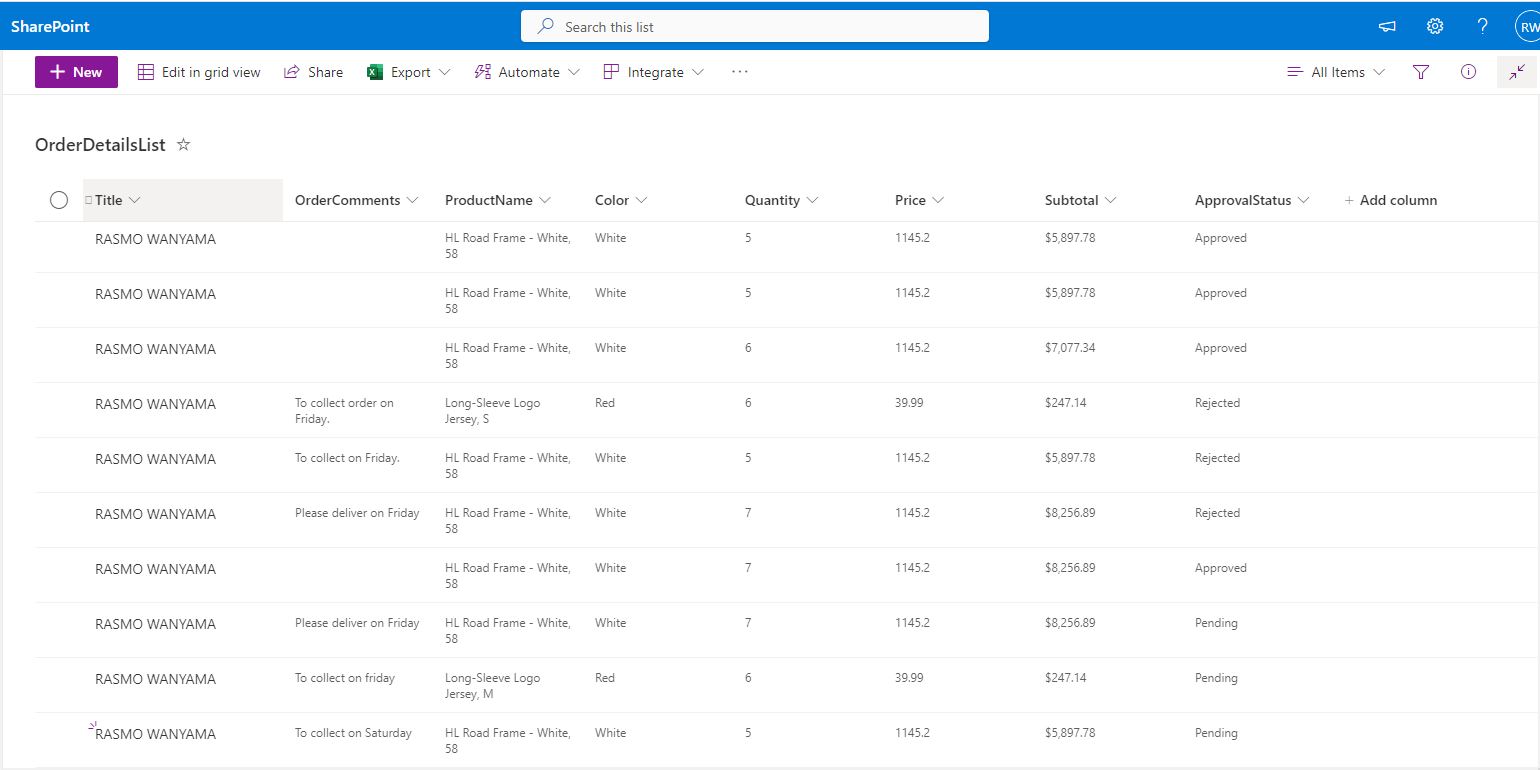 SharePoint
Search this list
RW
New
Edit in grid view
Share
Export
Automate
Integrate
...
All Items
OrderDetailsList
Title OrderComments ProductName Color Quantity Price Subtotal ApprovalStatus + Add column
RASMO WANYAMA HL Road Frame - White, White 5 1145.2 $5,897.78 Approved
58
RASMO WANYAMA HL Road Frame - White, White 5 1145.2 $5,897.78 Approved
58
RASMO WANYAMA HL Road Frame - White, White 6 1145.2 $7,077.34 Approved
58
RASMO WANYAMA To collect order on Long-Sleeve Logo Red 6 39.99 $247.14 Rejected
Friday. Jersey, S
RASMO WANYAMA To collect on Friday. HL Road Frame - White, White 5 1145.2 $5,897.78 Rejected
58
RASMO WANYAMA Please deliver on Friday HL Road Frame - White, White 7 1145.2 $8,256.89 Rejected
58
RASMO WANYAMA HL Road Frame - White, White 7 1145.2 $8,256.89 Approved
58
RASMO WANYAMA Please deliver on Friday HL Road Frame - White, White 7 1145.2 $8,256.89 Pending
58
RASMO WANYAMA To collect on friday Long-Sleeve Logo Red 6 39.99 $247.14 Pending
Jersey, M
RASMO WANYAMA To collect on Saturday HL Road Frame - White, White 5 1145.2 $5,897.78 Pending
58